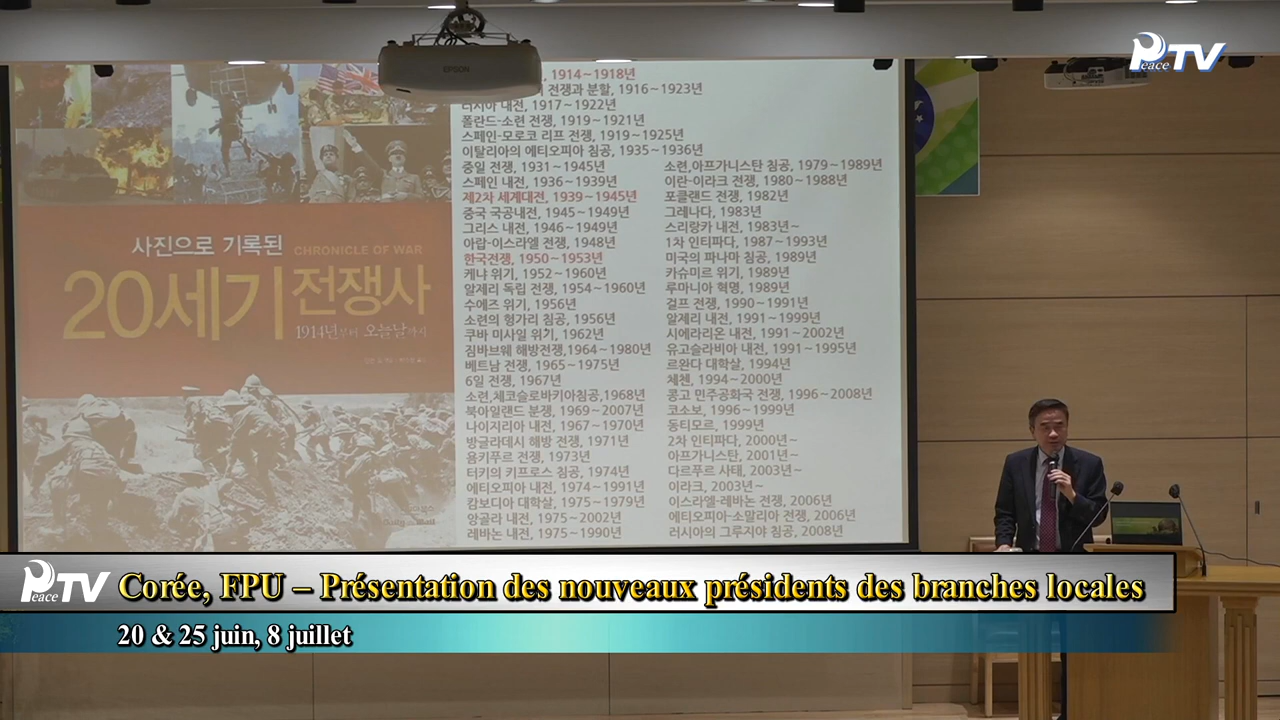 Peace TV
EPSON
사진으로 기록된
CHRONICLE OF WAR
20세기 전쟁사
1914년부터 오늘날까지
, 1914~1918년
전쟁과 분할, 1916~1923년
러시아 내전, 1917~1922년
폴란드-소련 전쟁, 1919~1921년
스페인-모로코 리프 전쟁, 1919~1925년
이탈리아의 에티오피아 침공, 1935~1936년
중일 전쟁, 1931~1945년
스페인 내전, 1936~1939년
제2차 세계대전, 1939~1945년
중국 국공내전, 1945~1949년
그리스 내전, 1946~1949년
아랍-이스라엘 전쟁, 1948년
한국전쟁, 1950~1953년
케냐 위기, 1952~1960년
알제리 독립 전쟁, 1954~1960년
수에즈 위기, 1956년
소련의 헝가리 침공, 1956년
쿠바 미사일 위기, 1962년
짐바브웨 해방전쟁,1964~1980년
베트남 전쟁, 1965~1975년
6일 전쟁, 1967년
소련,체코슬로바키아침공,1968년
북아일랜드 분쟁, 1969~2007년
나이지리아 내전, 1967~1970년
방글라데시 해방 전쟁, 1971년
욤키푸르 전쟁, 1973년
터키의 키프로스 침공, 1974년
에티오피아 내전, 1974~1991년
캄보디아 대학살, 1975~1979년
앙골라 내전, 1975~2002년
레바논 내전, 1975~1990년
소련,아프가니스탄 침공, 1979~1989년
이란-이라크 전쟁, 1980~1988년
포클랜드 전쟁, 1982년
그레나다, 1983년
스리랑카 내전, 1983년~
1차 인티파다, 1987~1993년
미국의 파나마 침공, 1989년
카슈미르 위기, 1989년
루마니아 혁명, 1989년
걸프 전쟁, 1990~1991년
알제리 내전, 1991~1999년
시에라리온 내전, 1991~2002년
유고슬라비아 내전, 1991~1995년
르완다 대학살, 1994년
체첸, 1994~2000년
콩고 민주공화국 전쟁, 1996~2008년
코소보, 1996~1999년
동티모르, 1999년
2차 인티파다, 2000년~
아프가니스탄, 2001년~
다르푸르 사태, 2003년~
이라크, 2003년~
이스라엘-레바논 전쟁, 2006년
에티오피아-소말리아 전쟁, 2006년
러시아의 그루지야 침공, 2008년
Daily Mail
Peace TV
Corée, FPU – Présentation des nouveaux présidents des branches locales
20 & 25 juin, 8 juillet